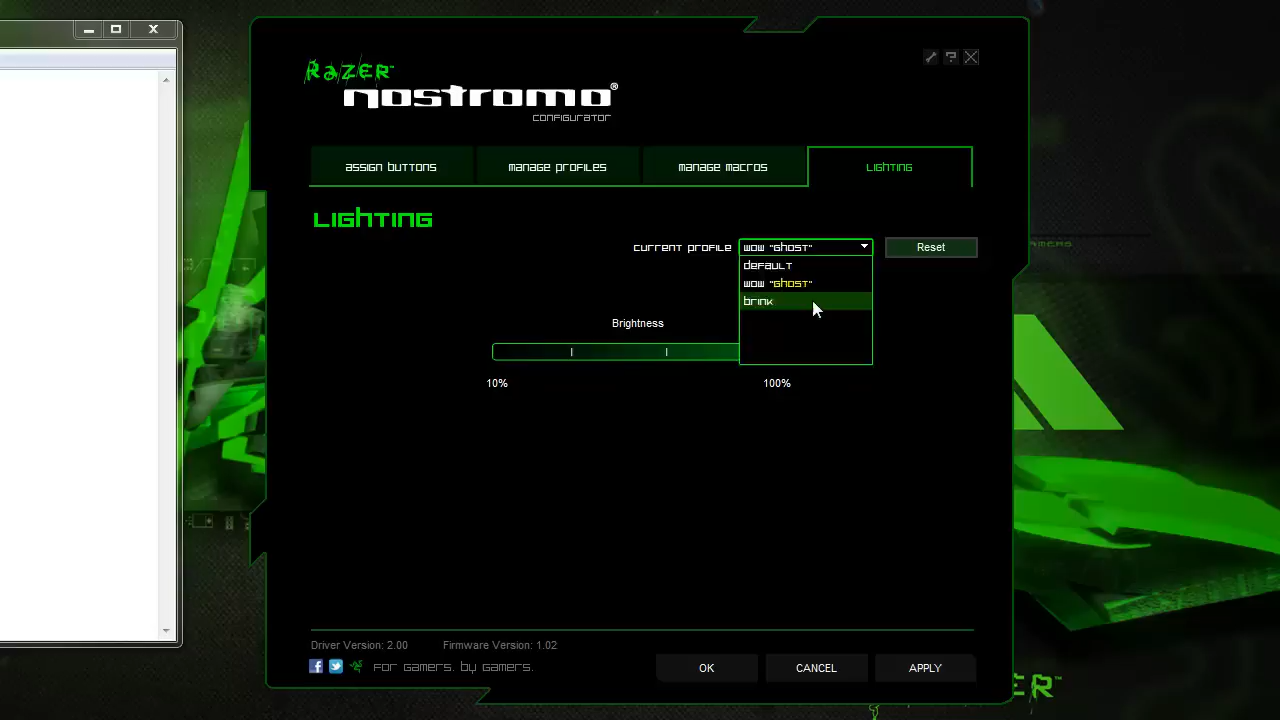 RAZER™
nostromo®
configurator
assign buttons
manage profiles
manage macros
Lighting
Lighting
current profile
wow "ghost"
Reset
default
wow "ghost"
brink
Brightness
10%
100%
Driver Version: 2.00
Firmware Version: 1.02
for gamers. by gamers.
OK
CANCEL
APPLY